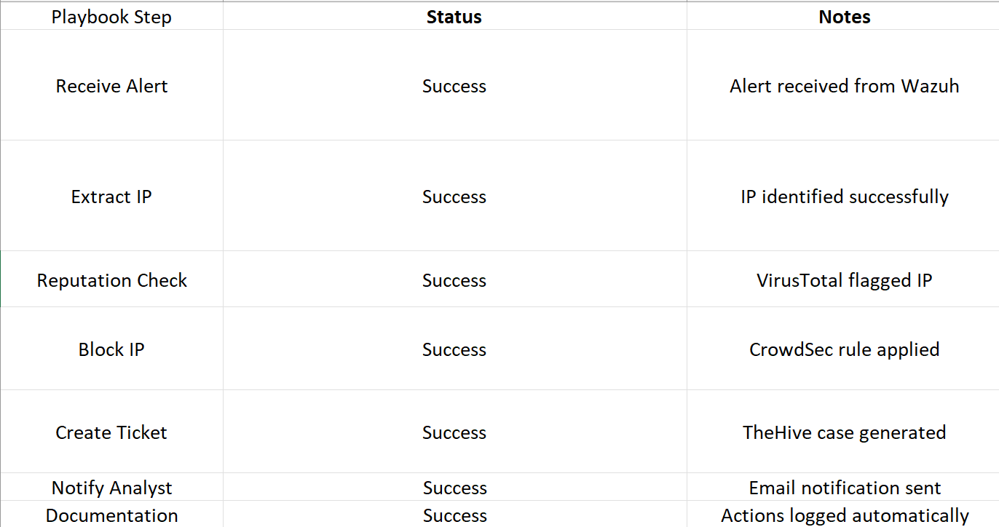 Playbook Step Status Notes
Receive Alert Success Alert received from Wazuh
Extract IP Success IP identified successfully
Reputation Check Success VirusTotal flagged IP
Block IP Success CrowdSec rule applied
Create Ticket Success TheHive case generated
Notify Analyst Success Email notification sent
Documentation Success Actions logged automatically